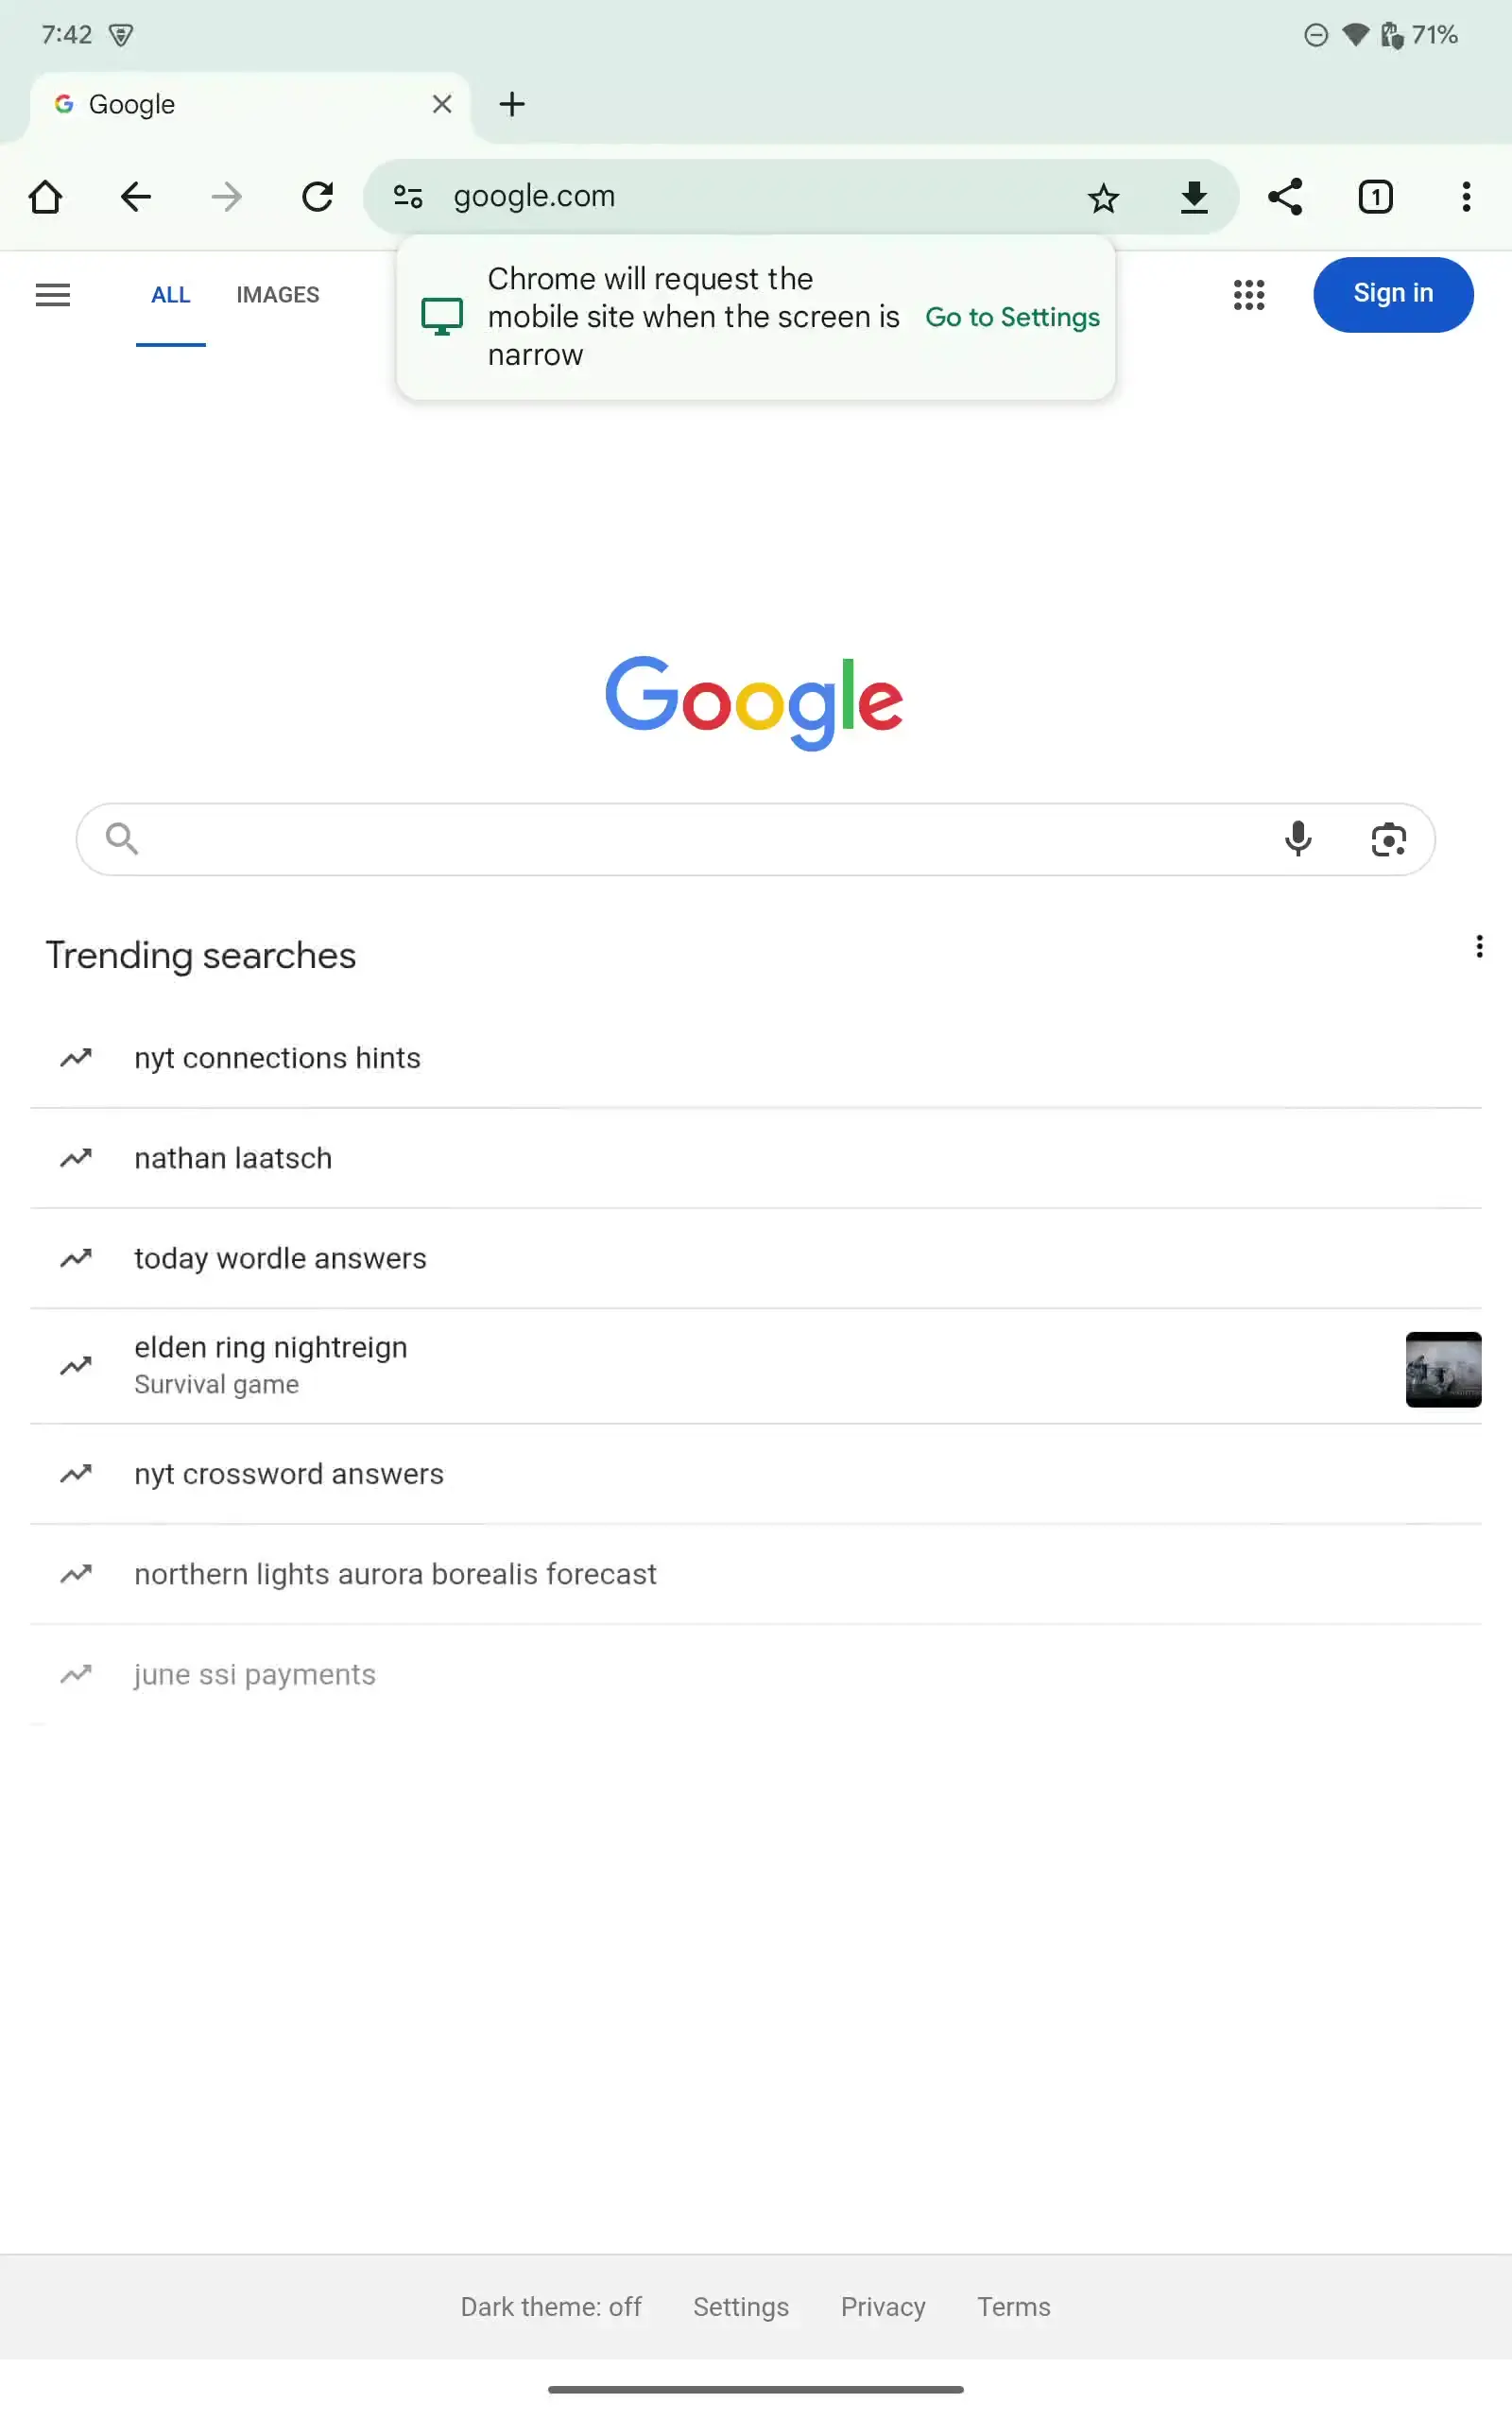 7:42
71%
Google
google.com
1
ALL
IMAGES
Chrome will request the
mobile site when the screen is
narrow
Go to Settings
Sign in
Google
Trending searches
nyt connections hints
nathan laatsch
today wordle answers
elden ring nightreign
Survival game
nyt crossword answers
northern lights aurora borealis forecast
june ssi payments
Dark theme: off
Settings
Privacy
Terms